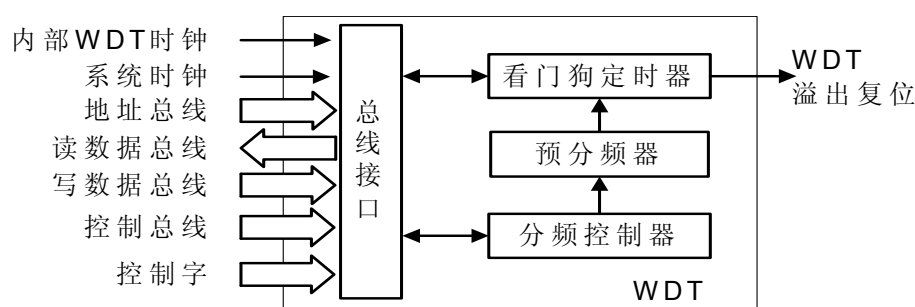 内部WDT时钟
系统时钟
地址总线
读数据总线
写数据总线
控制总线
控制字
总线接口
看门狗定时器
预分频器
分频控制器
WDT
WDT
溢出复位